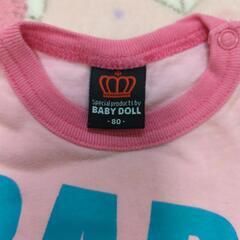 Special products by
BABY DOLL
- 80 -